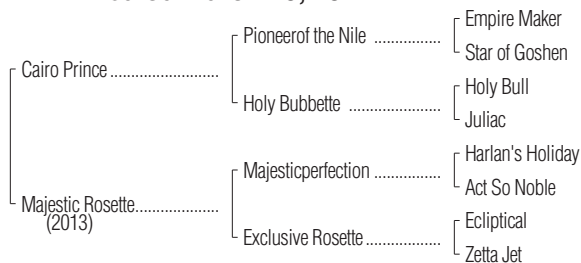 Empire Maker
Pioneerof the Nile ................
Star of Goshen
Cairo Prince ......................
Holy Bull
Holy Bubbette ....................
Juliac
Harlan's Holiday
Majesticperfection ...............
Act So Noble
Majestic Rosette.................
(2013)
Ecliptical
Exclusive Rosette................
Zetta Jet